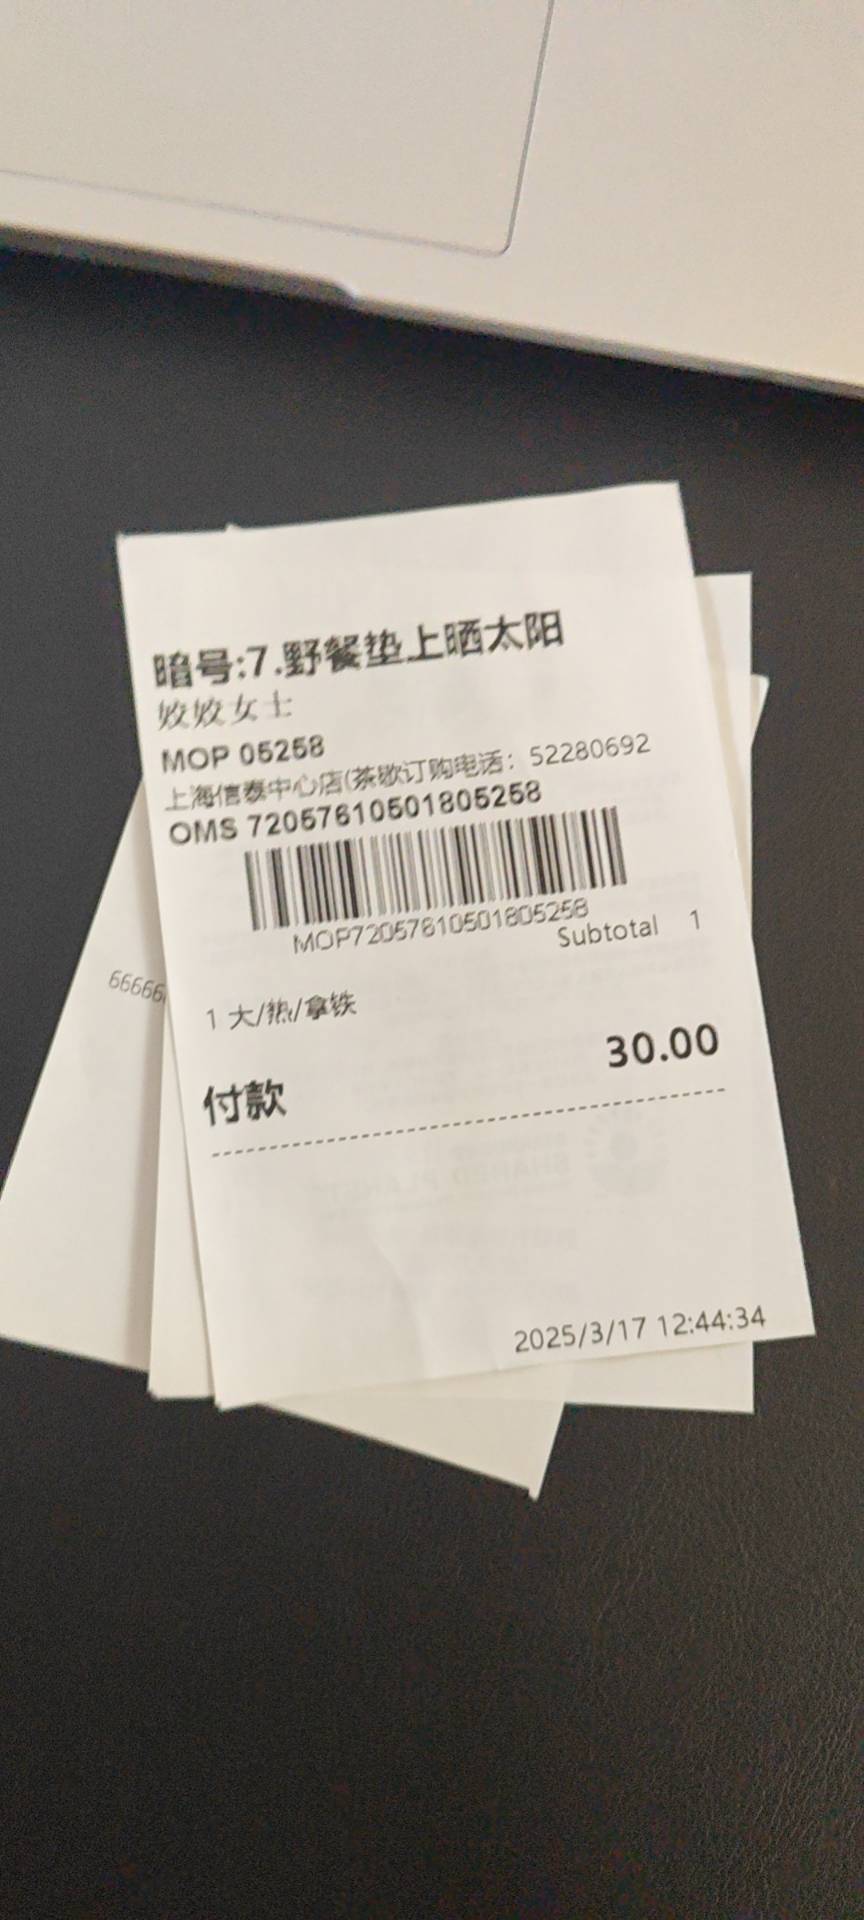 暗号:7.野餐垫上晒太阳
姣姣女士
MOP 05258
上海信泰中心店(茶歇订购电话：52280692
OMS 72057610501805258
MOP72057610501805258
Subtotal 1
66666
1 大/热/拿铁
30.00
付款
2025/3/17 12:44:34